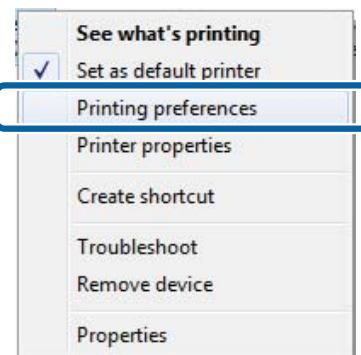 See what's printing
Set as default printer
Printing preferences
Printer properties
Create shortcut
Troubleshoot
Remove device
Properties